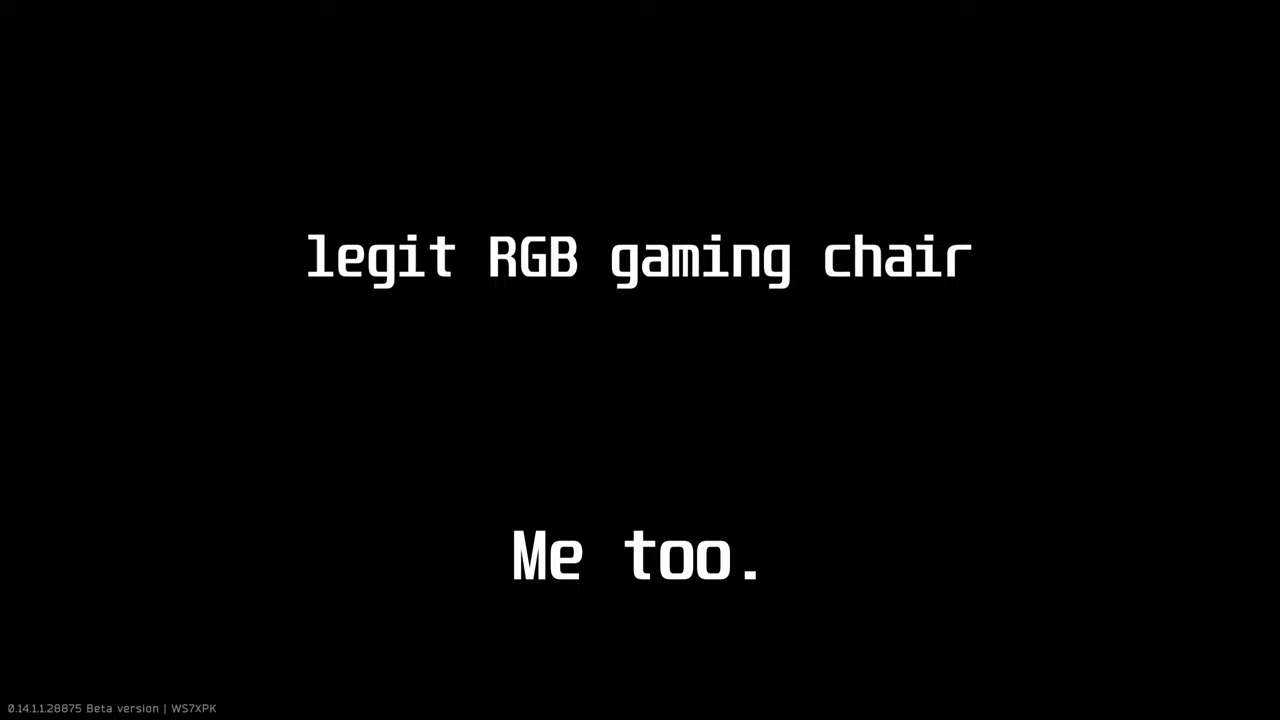 legit RGB gaming chair
Me too.
0.14.1.1.28875 Beta version | WS7XPK